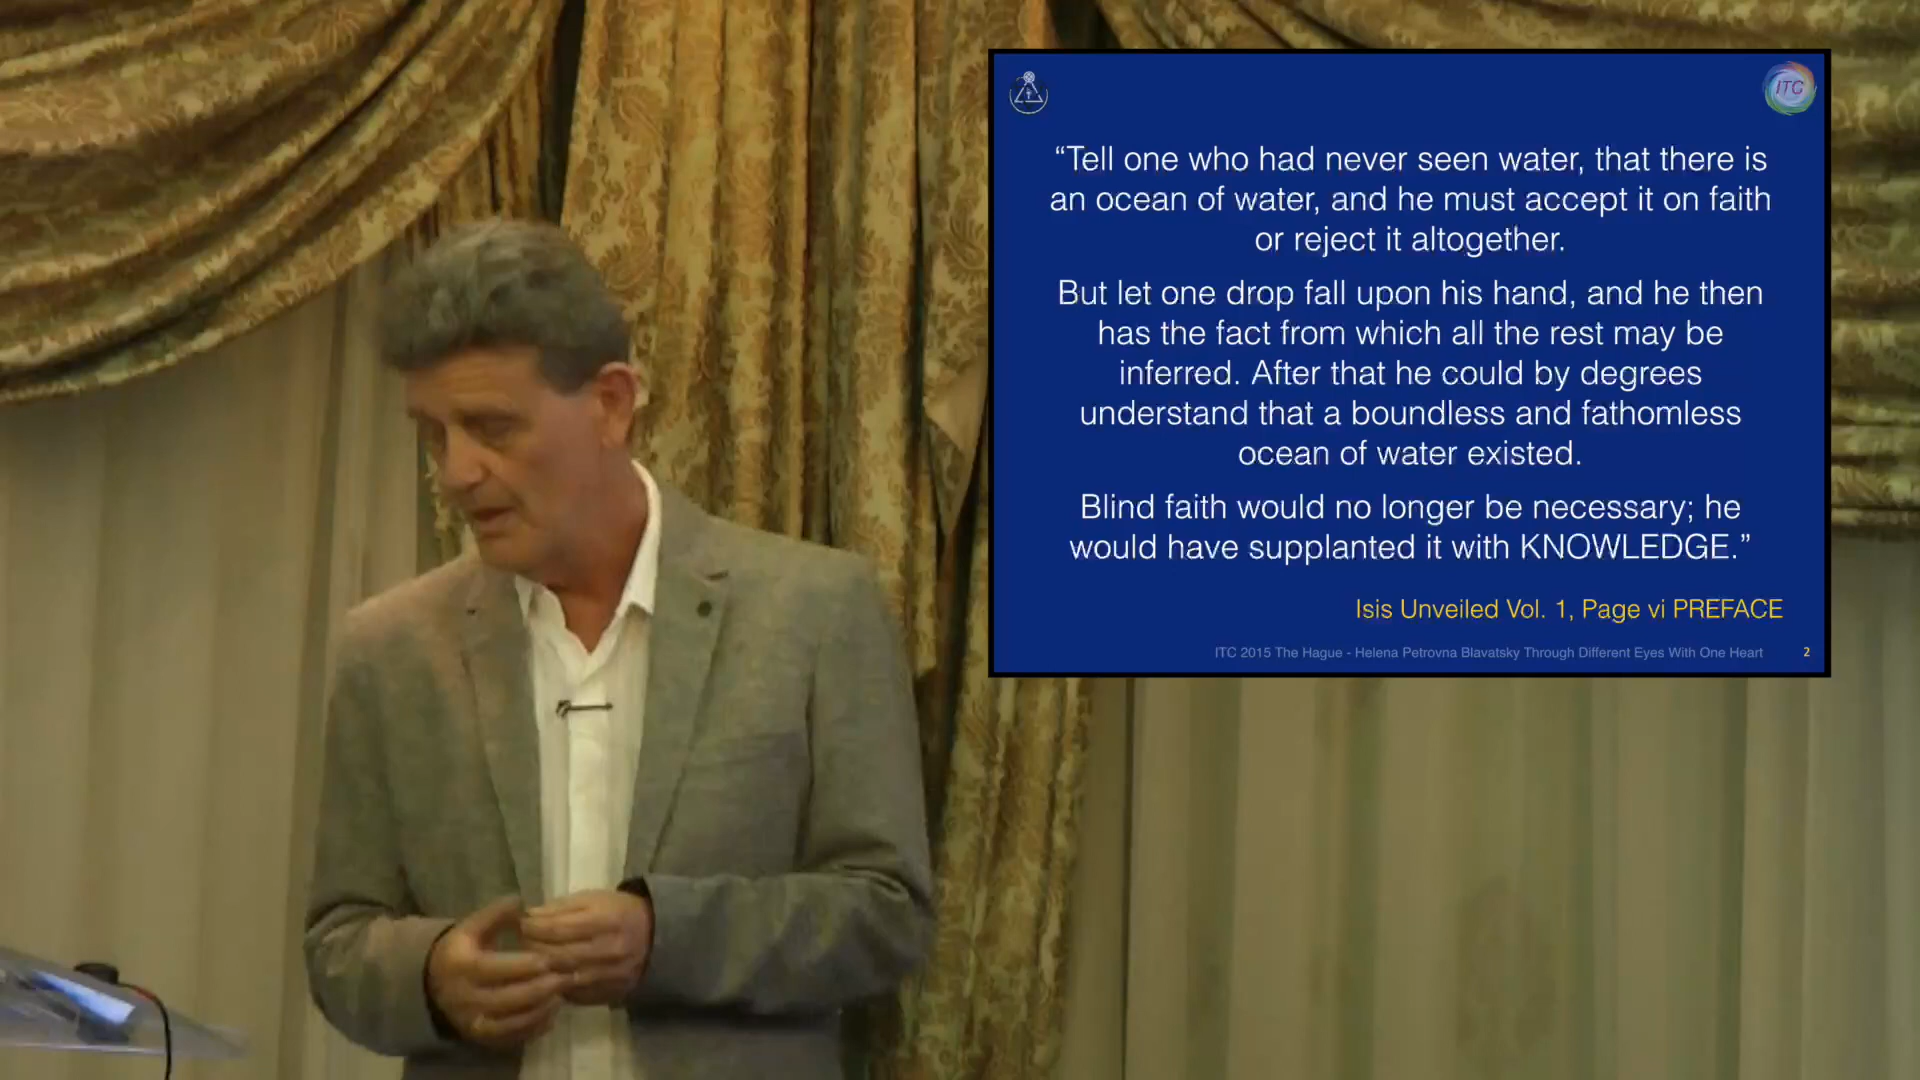 ITC
“Tell one who had never seen water, that there is
an ocean of water, and he must accept it on faith
or reject it altogether.
But let one drop fall upon his hand, and he then
has the fact from which all the rest may be
inferred. After that he could by degrees
understand that a boundless and fathomless
ocean of water existed.
Blind faith would no longer be necessary; he
would have supplanted it with KNOWLEDGE.”
Isis Unveiled Vol. 1, Page vi PREFACE
ITC 2015 The Hague - Helena Petrovna Blavatsky Through Different Eyes With One Heart 2